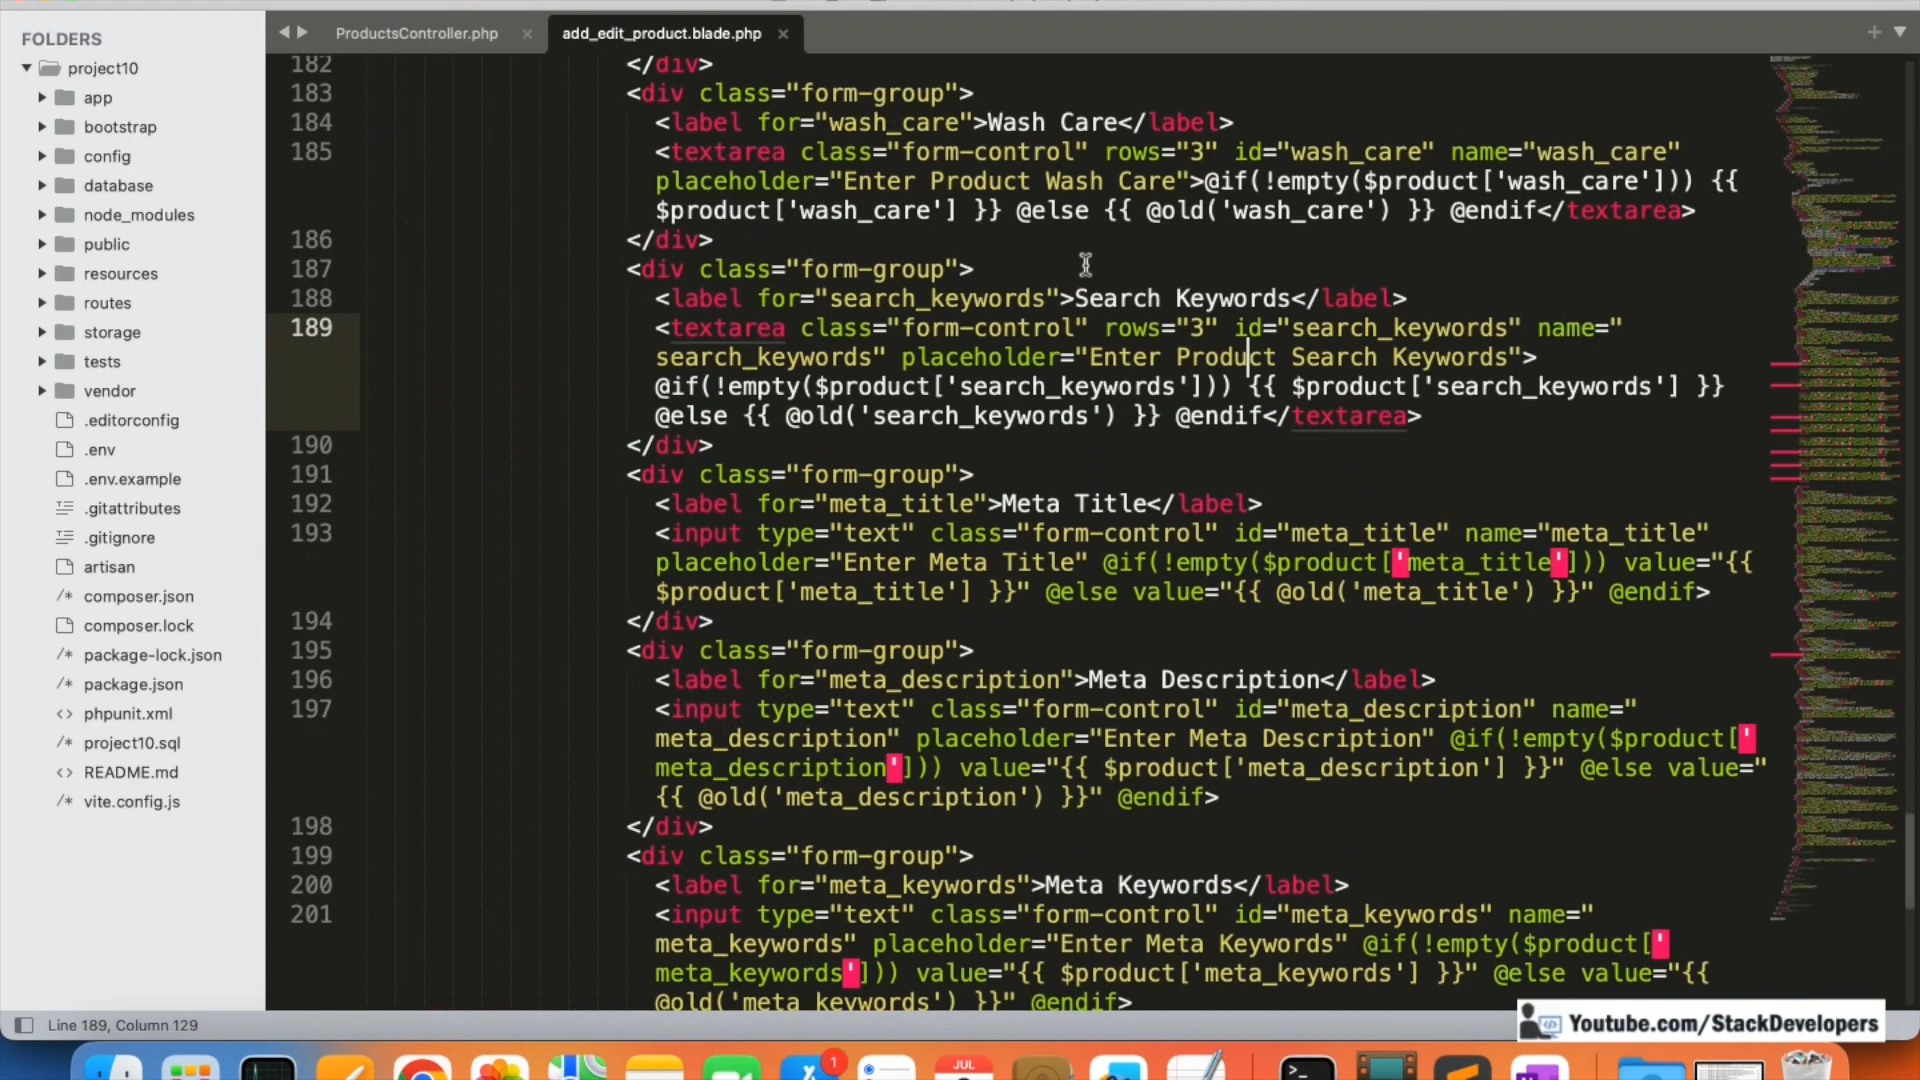 FOLDERS
project10
app
bootstrap
config
database
node_modules
public
resources
routes
storage
tests
vendor
.editorconfig
.env
.env.example
.gitattributes
.gitignore
artisan
composer.json
composer.lock
package-lock.json
package.json
phpunit.xml
project10.sql
README.md
vite.config.js
ProductsController.php
add_edit_product.blade.php
182 </div>
183 <div class="form-group">
184 <label for="wash_care">Wash Care</label>
185 <textarea class="form-control" rows="3" id="wash_care" name="wash_care"
placeholder="Enter Product Wash Care">@if(!empty($product['wash_care'])) {{
$product['wash_care'] }} @else {{ @old('wash_care') }} @endif</textarea>
186 </div>
187 <div class="form-group">
188 <label for="search_keywords">Search Keywords</label>
189 <textarea class="form-control" rows="3" id="search_keywords" name="
search_keywords" placeholder="Enter Product Search Keywords">
@if(!empty($product['search_keywords'])) {{ $product['search_keywords'] }}
@else {{ @old('search_keywords') }} @endif</textarea>
190 </div>
191 <div class="form-group">
192 <label for="meta_title">Meta Title</label>
193 <input type="text" class="form-control" id="meta_title" name="meta_title"
placeholder="Enter Meta Title" @if(!empty($product['meta_title'])) value="{{
$product['meta_title'] }}" @else value="{{ @old('meta_title') }}" @endif>
194 </div>
195 <div class="form-group">
196 <label for="meta_description">Meta Description</label>
197 <input type="text" class="form-control" id="meta_description" name="
meta_description" placeholder="Enter Meta Description" @if(!empty($product['
meta_description'])) value="{{ $product['meta_description'] }}" @else value="
{{ @old('meta_description') }}" @endif>
198 </div>
199 <div class="form-group">
200 <label for="meta_keywords">Meta Keywords</label>
201 <input type="text" class="form-control" id="meta_keywords" name="
meta_keywords" placeholder="Enter Meta Keywords" @if(!empty($product['
meta_keywords'])) value="{{ $product['meta_keywords'] }}" @else value="{{
@old('meta_keywords') }}" @endif>
Line 189, Column 129
Youtube.com/StackDevelopers
1
JUL